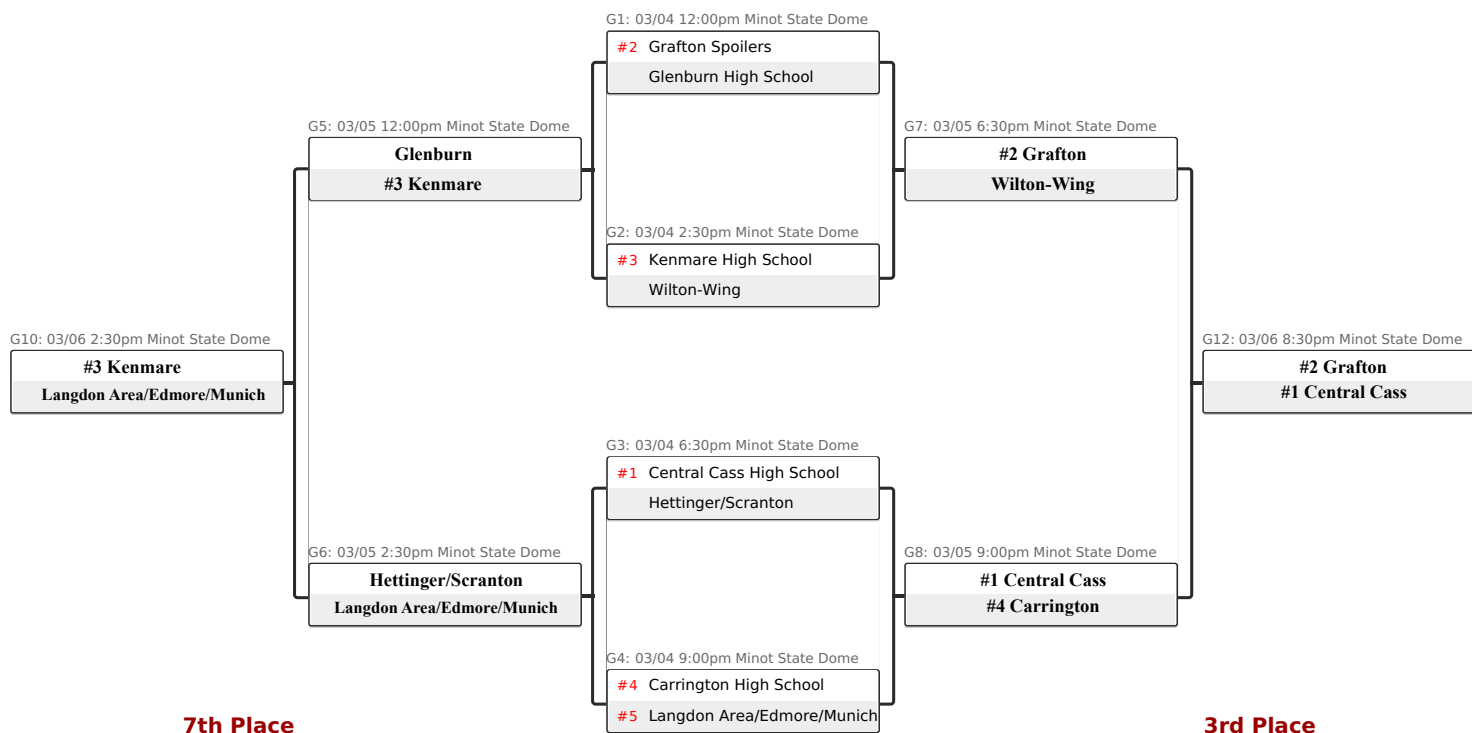 G1: 03/04 12:00pm Minot State Dome
#2 Grafton Spoilers
Glenburn High School
G5: 03/05 12:00pm Minot State Dome
Glenburn
#3 Kenmare
G7: 03/05 6:30pm Minot State Dome
#2 Grafton
Wilton-Wing
G2: 03/04 2:30pm Minot State Dome
#3 Kenmare High School
Wilton-Wing
G10: 03/06 2:30pm Minot State Dome
#3 Kenmare
Langdon Area/Edmore/Munich
G12: 03/06 8:30pm Minot State Dome
#2 Grafton
#1 Central Cass
G3: 03/04 6:30pm Minot State Dome
#1 Central Cass High School
Hettinger/Scranton
G6: 03/05 2:30pm Minot State Dome
Hettinger/Scranton
Langdon Area/Edmore/Munich
G8: 03/05 9:00pm Minot State Dome
#1 Central Cass
#4 Carrington
G4: 03/04 9:00pm Minot State Dome
#4 Carrington High School
#5 Langdon Area/Edmore/Munich
7th Place
3rd Place